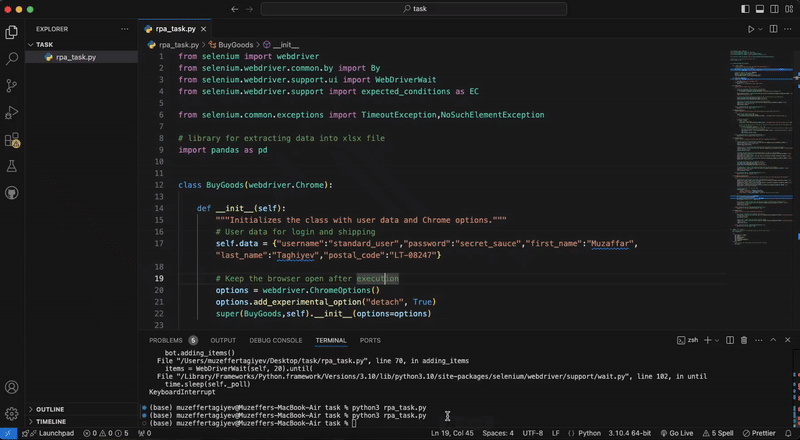 task
EXPLORER
TASK
rpa_task.py
rpa_task.py
rpa_task.py > BuyGoods > __init__
1 from selenium import webdriver
2 from selenium.webdriver.common.by import By
3 from selenium.webdriver.support.ui import WebDriverWait
4 from selenium.webdriver.support import expected_conditions as EC
5
6 from selenium.common.exceptions import TimeoutException,NoSuchElementException
7
8 # library for extracting data into xlsx file
9 import pandas as pd
10
11
12 class BuyGoods(webdriver.Chrome):
13
14 def __init__(self):
15 """Initializes the class with user data and Chrome options."""
16 # User data for login and shipping
17 self.data = {"username":"standard_user","password":"secret_sauce","first_name":"Muzaffar",
"last_name":"Taghiyev","postal_code":"LT-08247"}
18
19 # Keep the browser open after execution
20 options = webdriver.ChromeOptions()
21 options.add_experimental_option("detach", True)
22 super(BuyGoods,self).__init__(options=options)
23
PROBLEMS 5 OUTPUT DEBUG CONSOLE TERMINAL PORTS
zsh
bot.adding_items()
File "/Users/muzeffertagiyev/Desktop/task/rpa_task.py", line 70, in adding_items
items = WebDriverWait(self, 20).until(
File "/Library/Frameworks/Python.framework/Versions/3.10/lib/python3.10/site-packages/selenium/webdriver/support/wait.py", line 102, in until
time.sleep(self._poll)
KeyboardInterrupt
(base) muzeffertagiyev@Muzeffers-MacBook-Air task % python3 rpa_task.py
(base) muzeffertagiyev@Muzeffers-MacBook-Air task % python3 rpa_task.py
(base) muzeffertagiyev@Muzeffers-MacBook-Air task %
OUTLINE
TIMELINE
Launchpad 0 0 5 0 Ln 19, Col 45 Spaces: 4 UTF-8 LF Python 3.10.4 64-bit Go Live 5 Spell Prettier